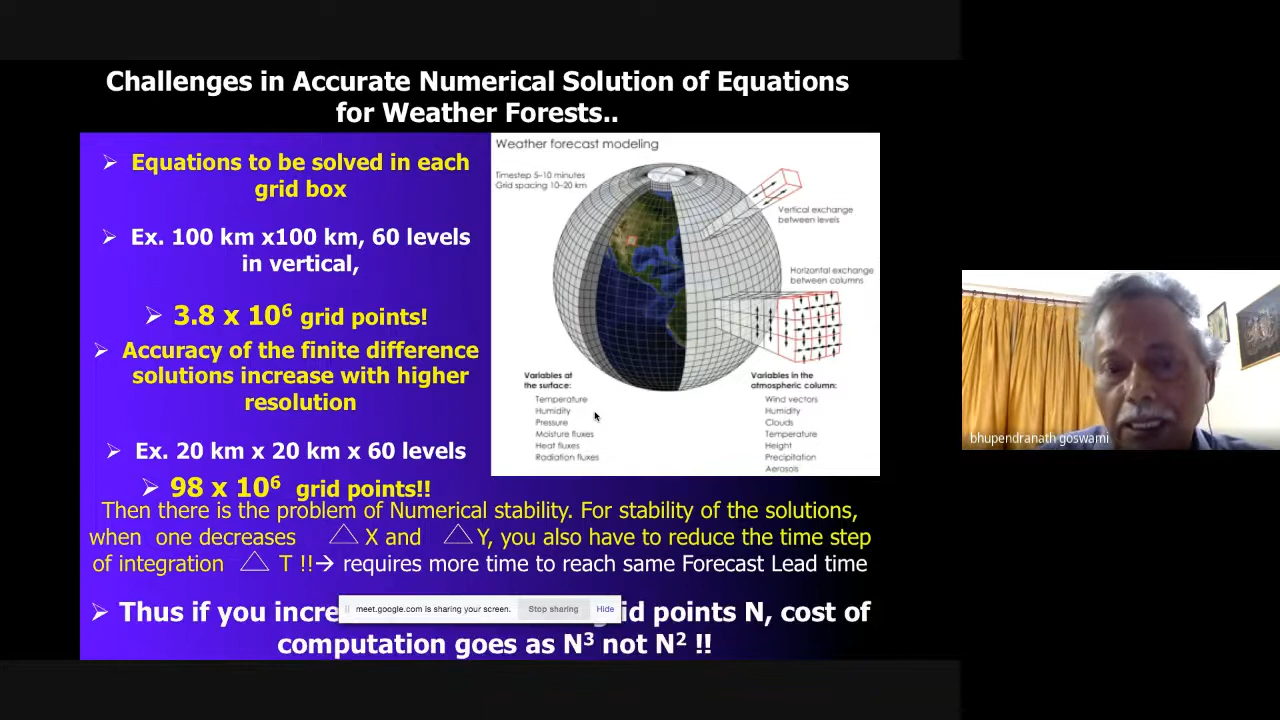 Challenges in Accurate Numerical Solution of Equations
for Weather Forests..
Equations to be solved in each
grid box
Ex. 100 km x100 km, 60 levels
in vertical,
3.8 x 10⁶ grid points!
Accuracy of the finite difference
solutions increase with higher
resolution
Ex. 20 km x 20 km x 60 levels
98 x 10⁶ grid points!!
Weather forecast modeling
Timestep 5-10 minutes
Grid spacing 10-20 km
Vertical exchange
between levels
Horizontal exchange
between columns
Variables at
the surface:
Temperature
Humidity
Pressure
Moisture fluxes
Heat fluxes
Radiation fluxes
Variables in the
atmospheric column:
Wind vectors
Humidity
Clouds
Temperature
Height
Precipitation
Aerosols
Then there is the problem of Numerical stability. For stability of the solutions,
when one decreases △ X and △ Y, you also have to reduce the time step
of integration △ T !!→ requires more time to reach same Forecast Lead time
Thus if you incre id points N, cost of
computation goes as N³ not N² !!
meet.google.com is sharing your screen. Stop sharing Hide
bhupendranath goswami